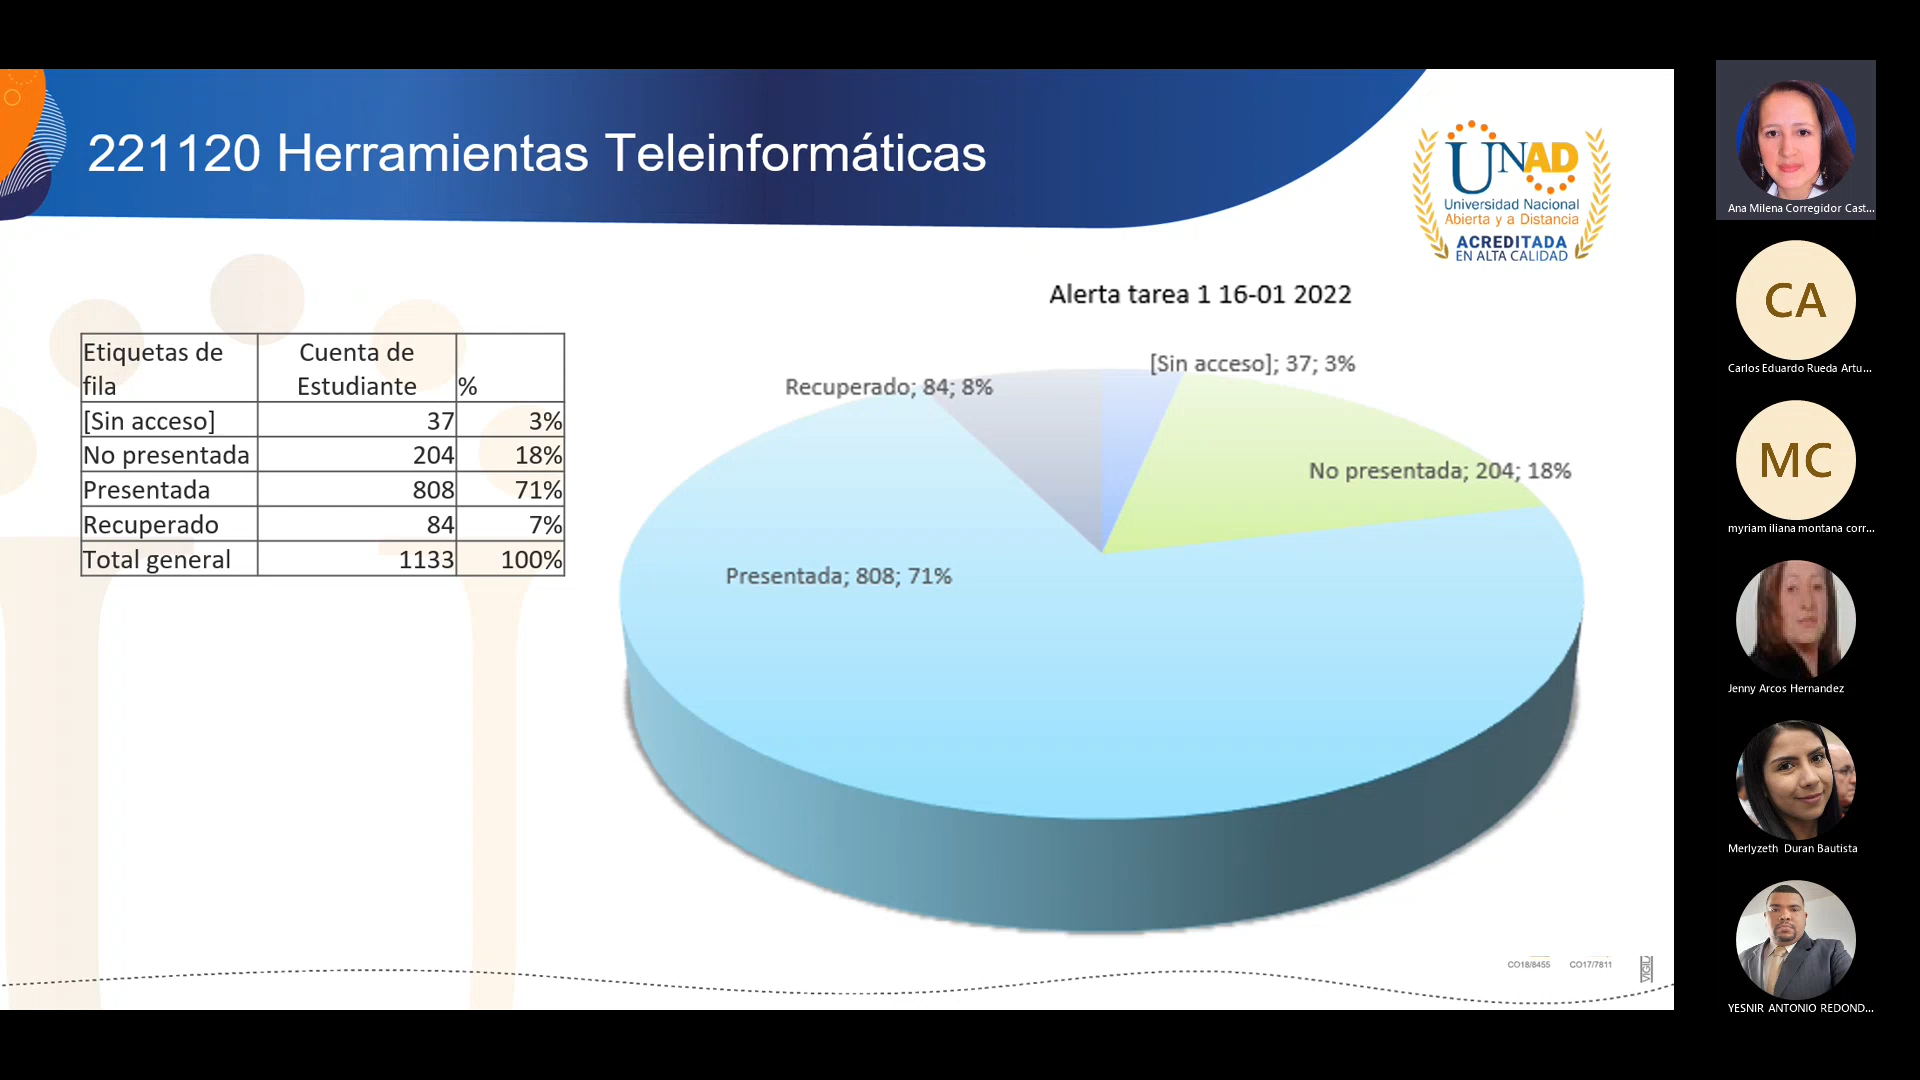 221120 Herramientas Teleinformáticas
UNAD
Universidad Nacional
Abierta y a Distancia
ACREDITADA
EN ALTA CALIDAD
Etiquetas de fila Cuenta de Estudiante %
[Sin acceso] 37 3%
No presentada 204 18%
Presentada 808 71%
Recuperado 84 7%
Total general 1133 100%
Alerta tarea 1 16-01 2022
[Sin acceso]; 37; 3%
Recuperado; 84; 8%
No presentada; 204; 18%
Presentada; 808; 71%
CO18/8455 CO17/7811
Ana Milena Corregidor Cast...
CA
Carlos Eduardo Rueda Artu...
MC
myriam iliana montana corr...
Jenny Arcos Hernandez
Merlyzeth Duran Bautista
YESNIR ANTONIO REDOND...